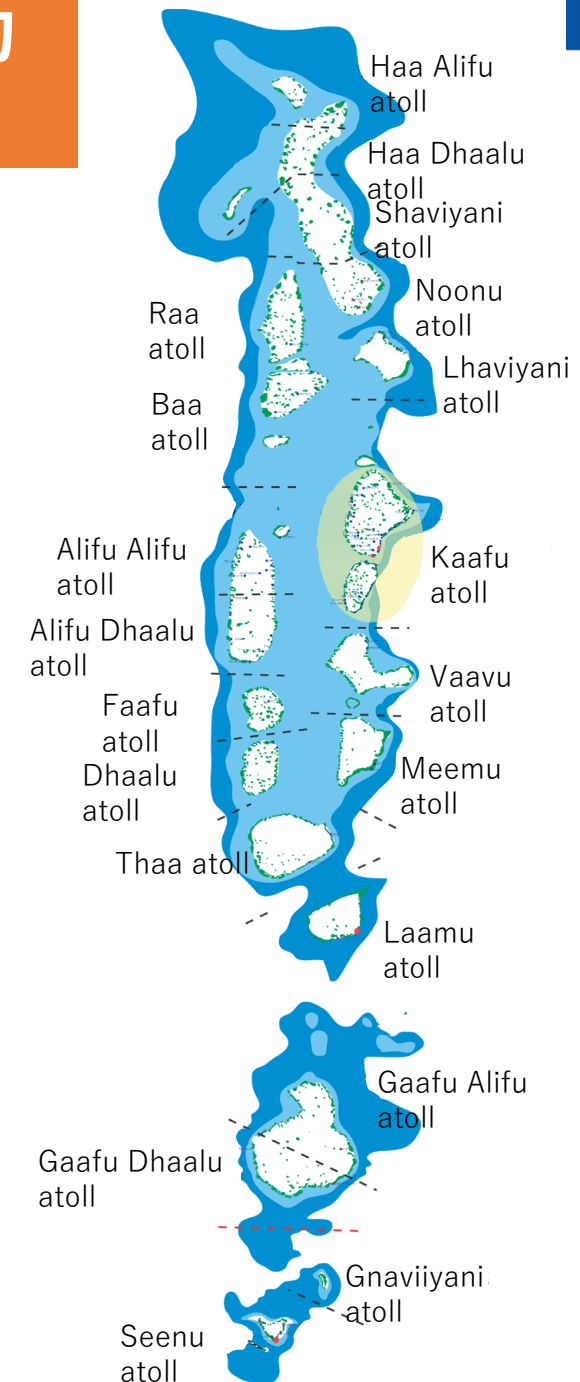 Haa Alifu
atoll
Haa Dhaalu
atoll
Shaviyani
atoll
Noonu
atoll
Raa
atoll
Lhaviyani
atoll
Baa
atoll
Alifu Alifu
atoll
Kaafu
atoll
Alifu Dhaalu
atoll
Vaavu
atoll
Faafu
atoll
Dhaalu
atoll
Meemu
atoll
Thaa atoll
Laamu
atoll
Gaafu Alifu
atoll
Gaafu Dhaalu
atoll
Gnaviiyani
atoll
Seenu
atoll